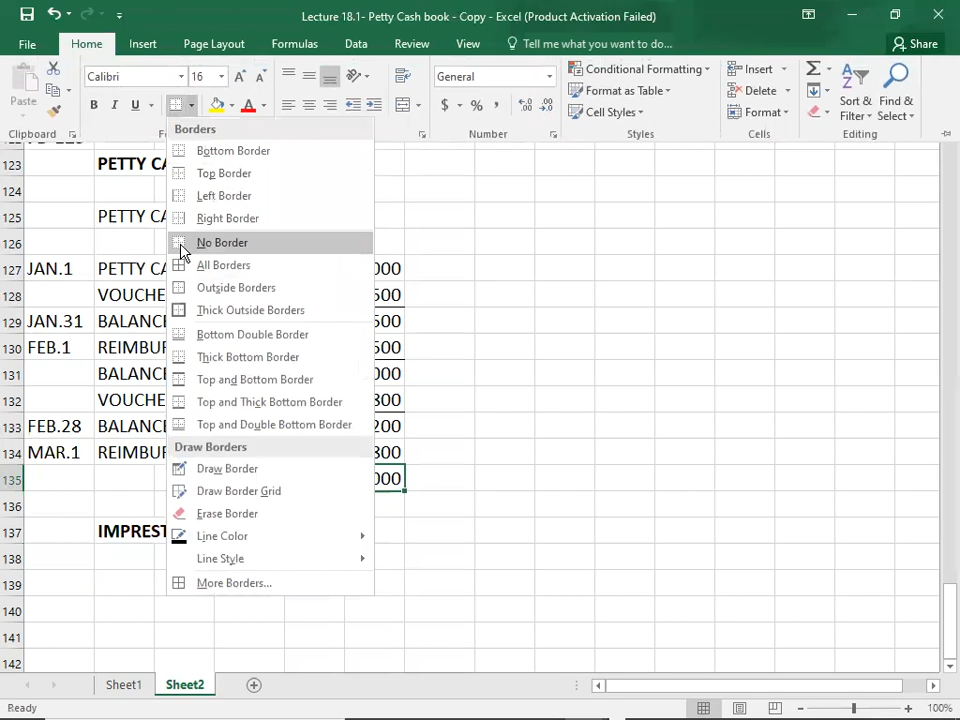 Lecture 18.1- Petty Cash book - Copy - Excel (Product Activation Failed)
File Home Insert Page Layout Formulas Data Review View Tell me what you want to do... Share
Paste
Calibri 16
B I U
General
$ %
Conditional Formatting
Format as Table
Cell Styles
Insert
Delete
Format
Sort & Filter
Find & Select
Clipboard Number Styles Cells Editing
Borders
Bottom Border
Top Border
Left Border
Right Border
No Border
All Borders
Outside Borders
Thick Outside Borders
Bottom Double Border
Thick Bottom Border
Top and Bottom Border
Top and Thick Bottom Border
Top and Double Bottom Border
Draw Borders
Draw Border
Draw Border Grid
Erase Border
Line Color
Line Style
More Borders...
123 PETTY CA
124
125 PETTY CA
126
127 JAN.1 PETTY C 000
128 VOUCHE 500
129 JAN.31 BALANCE 500
130 FEB.1 REIMBUR 500
131 BALANCE 000
132 VOUCHE 800
133 FEB.28 BALANCE 200
134 MAR.1 REIMBUR 800
135 000
136
137 IMPREST
138
139
140
141
142
Sheet1 Sheet2
Ready 100%